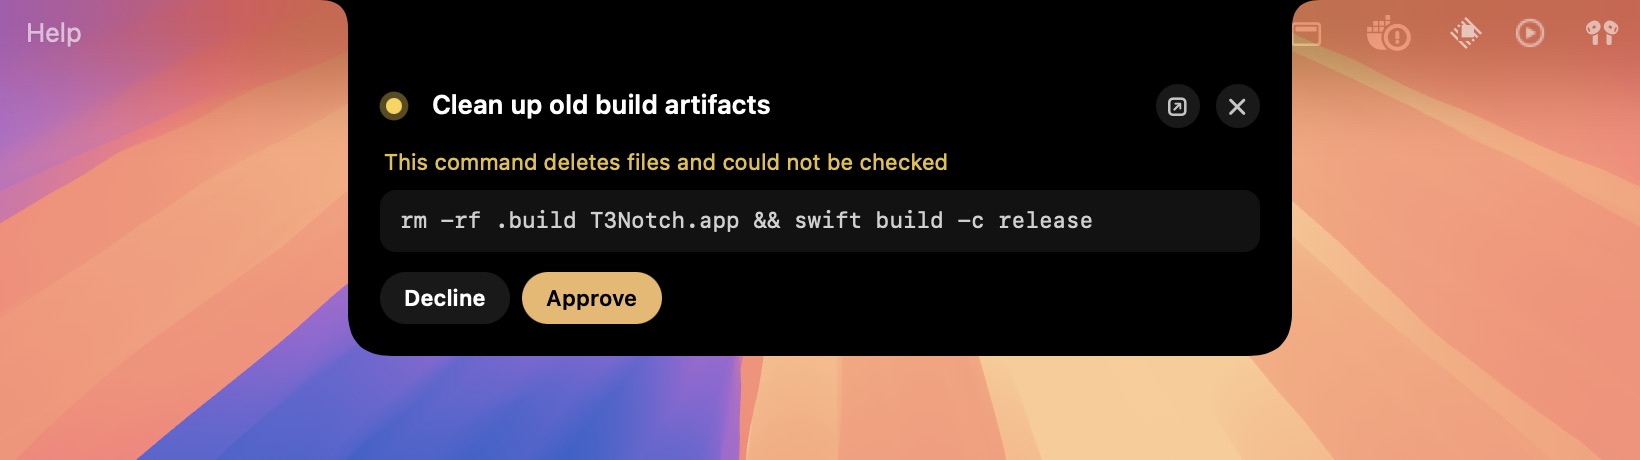 Help
Clean up old build artifacts
This command deletes files and could not be checked
rm -rf .build T3Notch.app && swift build -c release
Decline
Approve